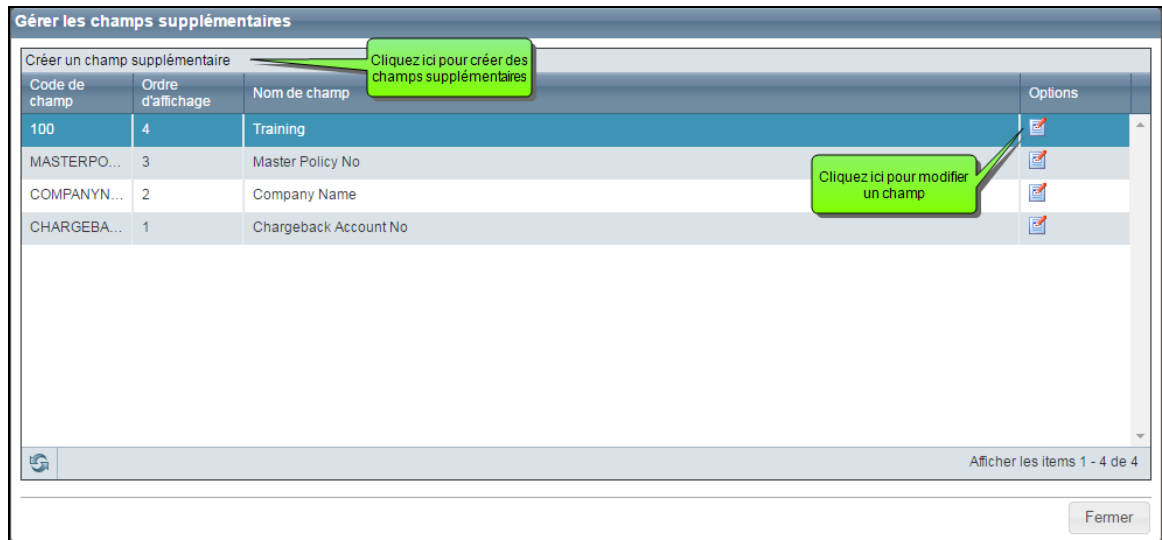 Gérer les champs supplémentaires
Créer un champ supplémentaire
Cliquez ici pour créer des
champs supplémentaires
Code de
champ
Ordre
d'affichage
Nom de champ
Options
100 4 Training
MASTERPO... 3 Master Policy No
Cliquez ici pour modifier
un champ
COMPANYN... 2 Company Name
CHARGEBA... 1 Chargeback Account No
Afficher les items 1 - 4 de 4
Fermer